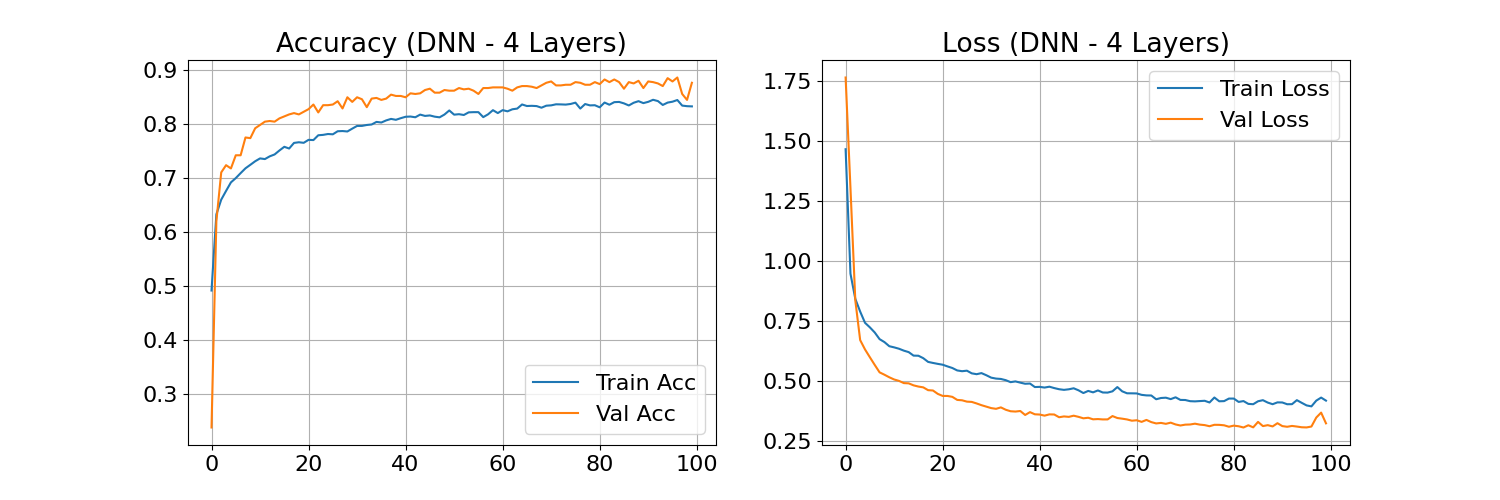 Accuracy (DNN - 4 Layers)
0.9
0.8
0.7
0.6
0.5
0.4
0.3
0 20 40 60 80 100
Train Acc
Val Acc
Loss (DNN - 4 Layers)
1.75
1.50
1.25
1.00
0.75
0.50
0.25
0 20 40 60 80 100
Train Loss
Val Loss